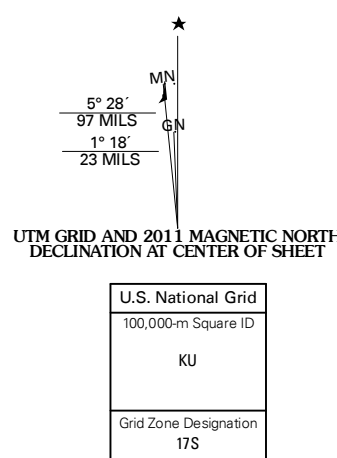 MN
5° 28´
97 MILS
GN
1° 18´
23 MILS
UTM GRID AND 2011 MAGNETIC NORTH
DECLINATION AT CENTER OF SHEET
U.S. National Grid
100,000-m Square ID
KU
Grid Zone Designation
17S